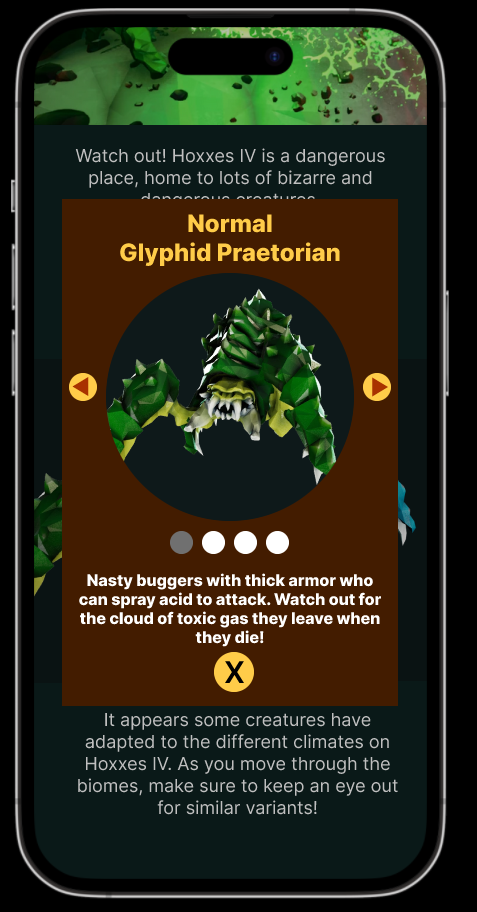 Watch out! Hoxxes IV is a dangerous
place, home to lots of bizarre and
dangerous creatures.
Normal
Glyphid Praetorian
Nasty buggers with thick armor who
can spray acid to attack. Watch out for
the cloud of toxic gas they leave when
they die!
X
It appears some creatures have
adapted to the different climates on
Hoxxes IV. As you move through the
biomes, make sure to keep an eye out
for similar variants!